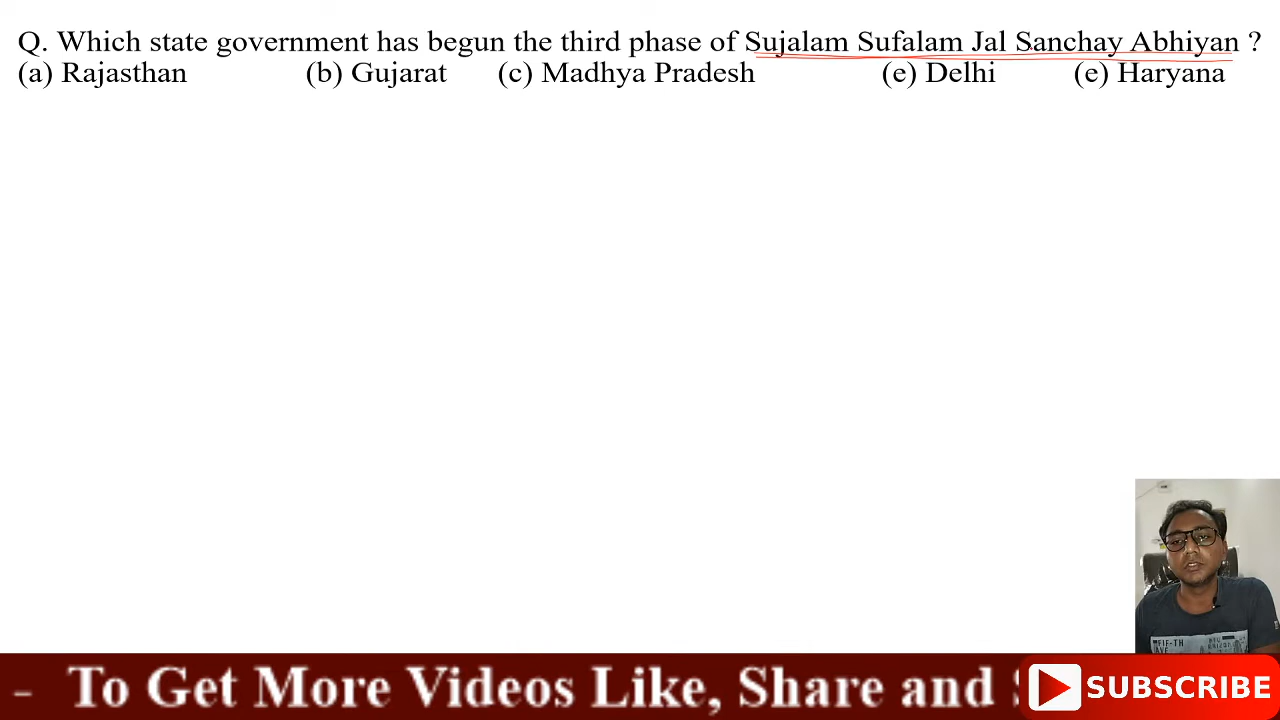 Q. Which state government has begun the third phase of Sujalam Sufalam Jal Sanchay Abhiyan ?
(a) Rajasthan (b) Gujarat (c) Madhya Pradesh (e) Delhi (e) Haryana
- To Get More Videos Like, Share and
SUBSCRIBE